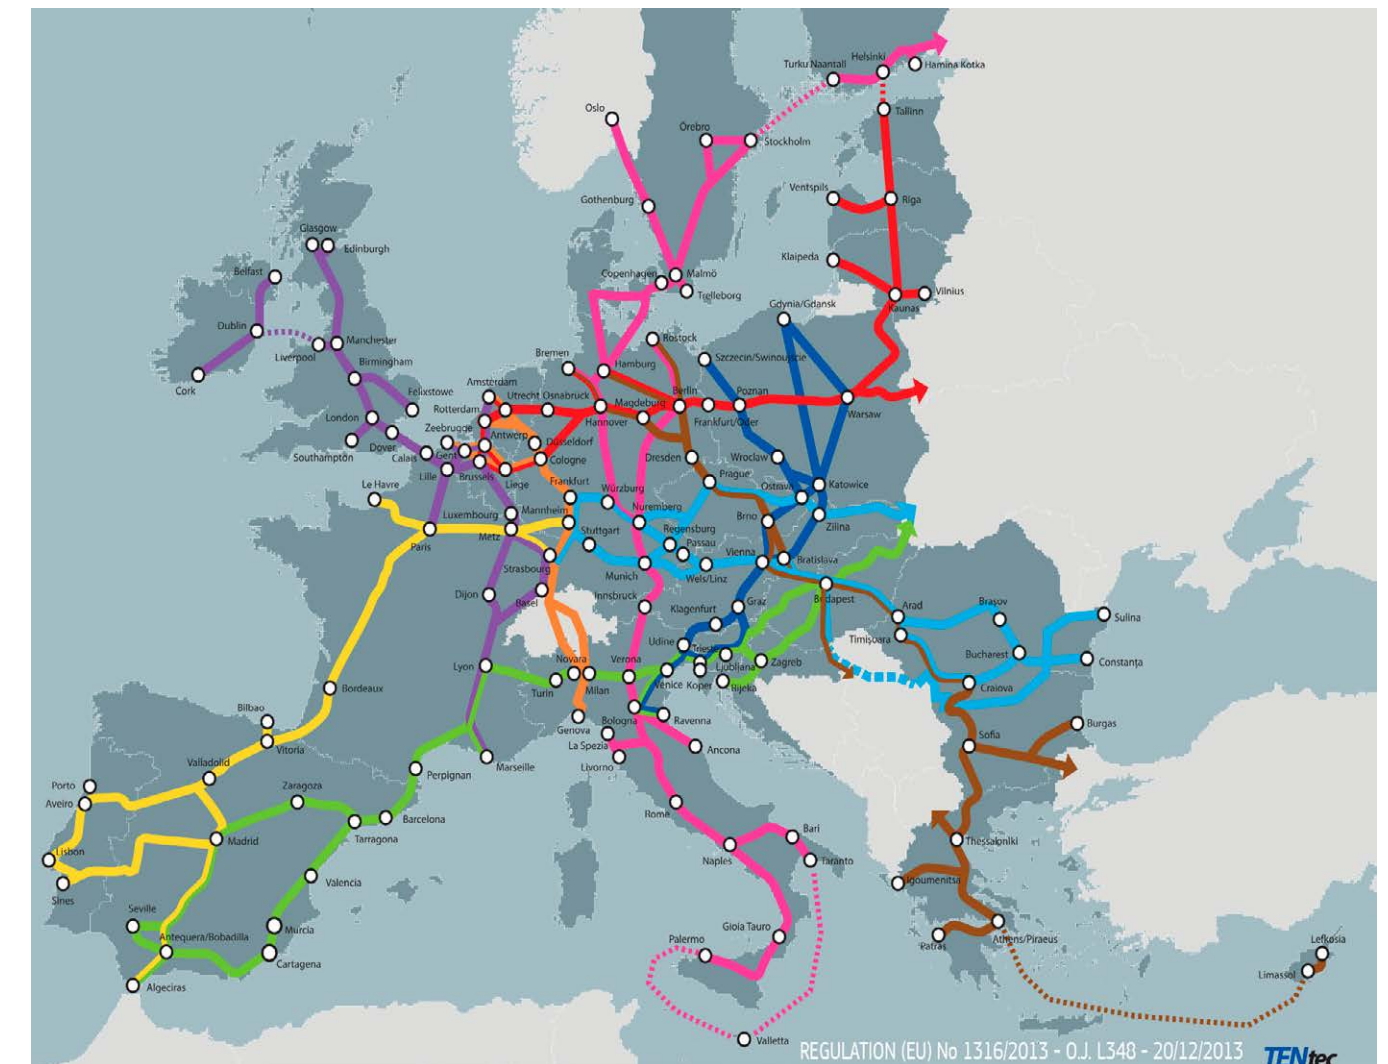 Oslo
Örebro
Stockholm
Turku Naantali
Helsinki
Hamina Kotka
Tallinn
Ventspils
Riga
Gothenburg
Klaipeda
Vilnius
Kaunas
Copenhagen
Malmö
Trelleborg
Glasgow
Edinburgh
Belfast
Dublin
Liverpool
Manchester
Birmingham
Cork
Felixstowe
London
Southampton
Dover
Calais
Lille
Gdynia/Gdansk
Rostock
Szczecin/Swinoujscie
Bremen
Hamburg
Amsterdam
Utrecht
Osnabrück
Magdeburg
Berlin
Poznan
Warsaw
Rotterdam
Hannover
Frankfurt/Oder
Zeebrugge
Antwerp
Düsseldorf
Gent
Cologne
Brussels
Liege
Dresden
Wroclaw
Prague
Ostrava
Katowice
Le Havre
Frankfurt
Würzburg
Luxembourg
Mannheim
Nuremberg
Brno
Zilina
Paris
Metz
Stuttgart
Regensburg
Passau
Vienna
Bratislava
Strasbourg
Munich
Wels/Linz
Dijon
Basel
Innsbruck
Klagenfurt
Graz
Budapest
Arad
Braşov
Sulina
Timişoara
Udine
Trieste
Bucharest
Constanţa
Lyon
Novara
Verona
Ljubljana
Zagreb
Turin
Milan
Venice
Koper
Rijeka
Craiova
Bordeaux
Bilbao
Genova
Bologna
Ravenna
Burgas
Vitoria
La Spezia
Ancona
Sofia
Livorno
Valladolid
Marseille
Perpignan
Porto
Zaragoza
Aveiro
Barcelona
Rome
Madrid
Tarragona
Bari
Thessaloniki
Lisbon
Naples
Taranto
Sines
Valencia
Igoumenitsa
Seville
Murcia
Antequera/Bobadilla
Gioia Tauro
Patras
Athens/Piraeus
Palermo
Lefkosia
Cartagena
Limassol
Algeciras
Valletta
REGULATION (EU) No 1316/2013 - O.J. L348 - 20/12/2013
TENtec